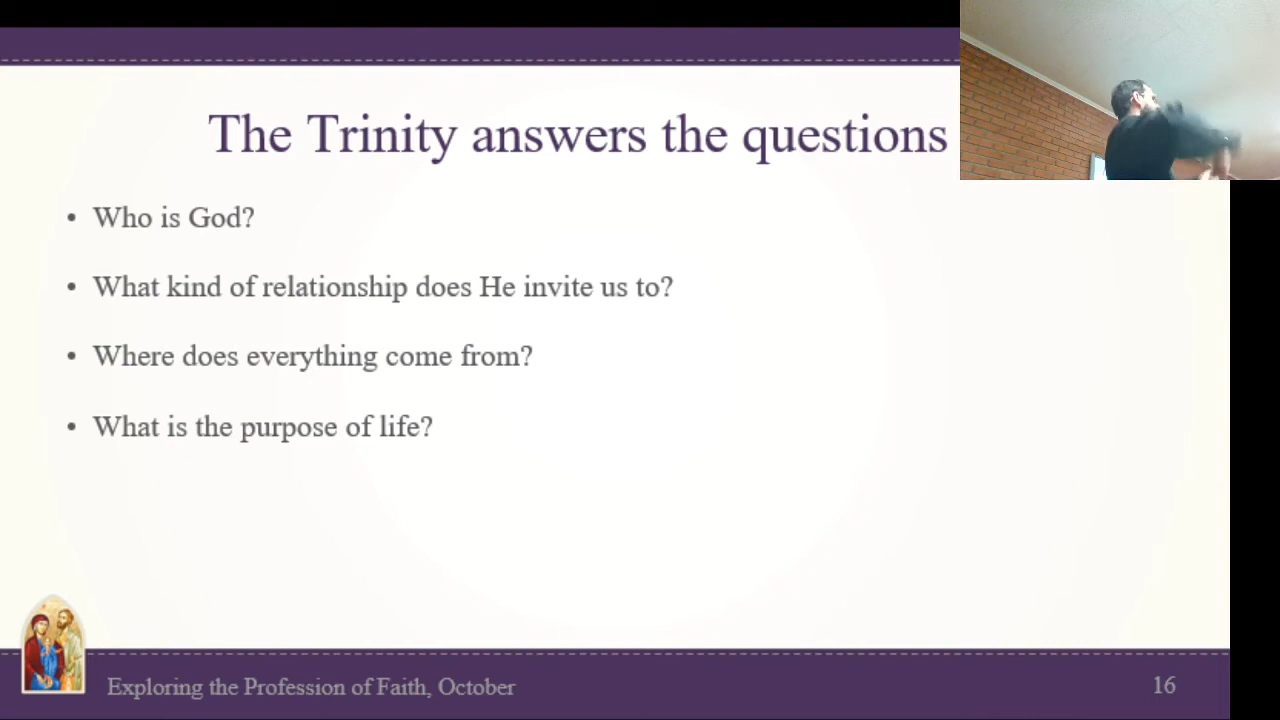 The Trinity answers the questions
• Who is God?
• What kind of relationship does He invite us to?
• Where does everything come from?
• What is the purpose of life?
Exploring the Profession of Faith, October
16